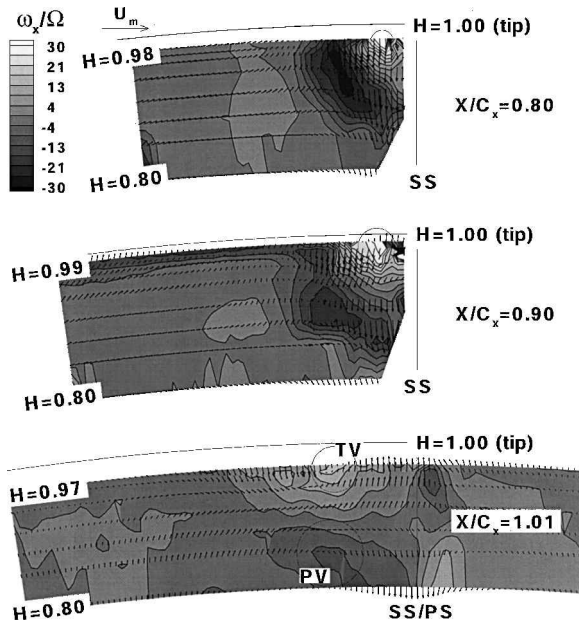 ωx/Ω
30
21
13
4
-4
-13
-21
-30
Um
H=1.00 (tip)
H=0.98
X/Cx=0.80
H=0.80
SS
H=1.00 (tip)
H=0.99
X/Cx=0.90
H=0.80
SS
TV
H=1.00 (tip)
H=0.97
X/Cx=1.01
PV
H=0.80
SS/PS